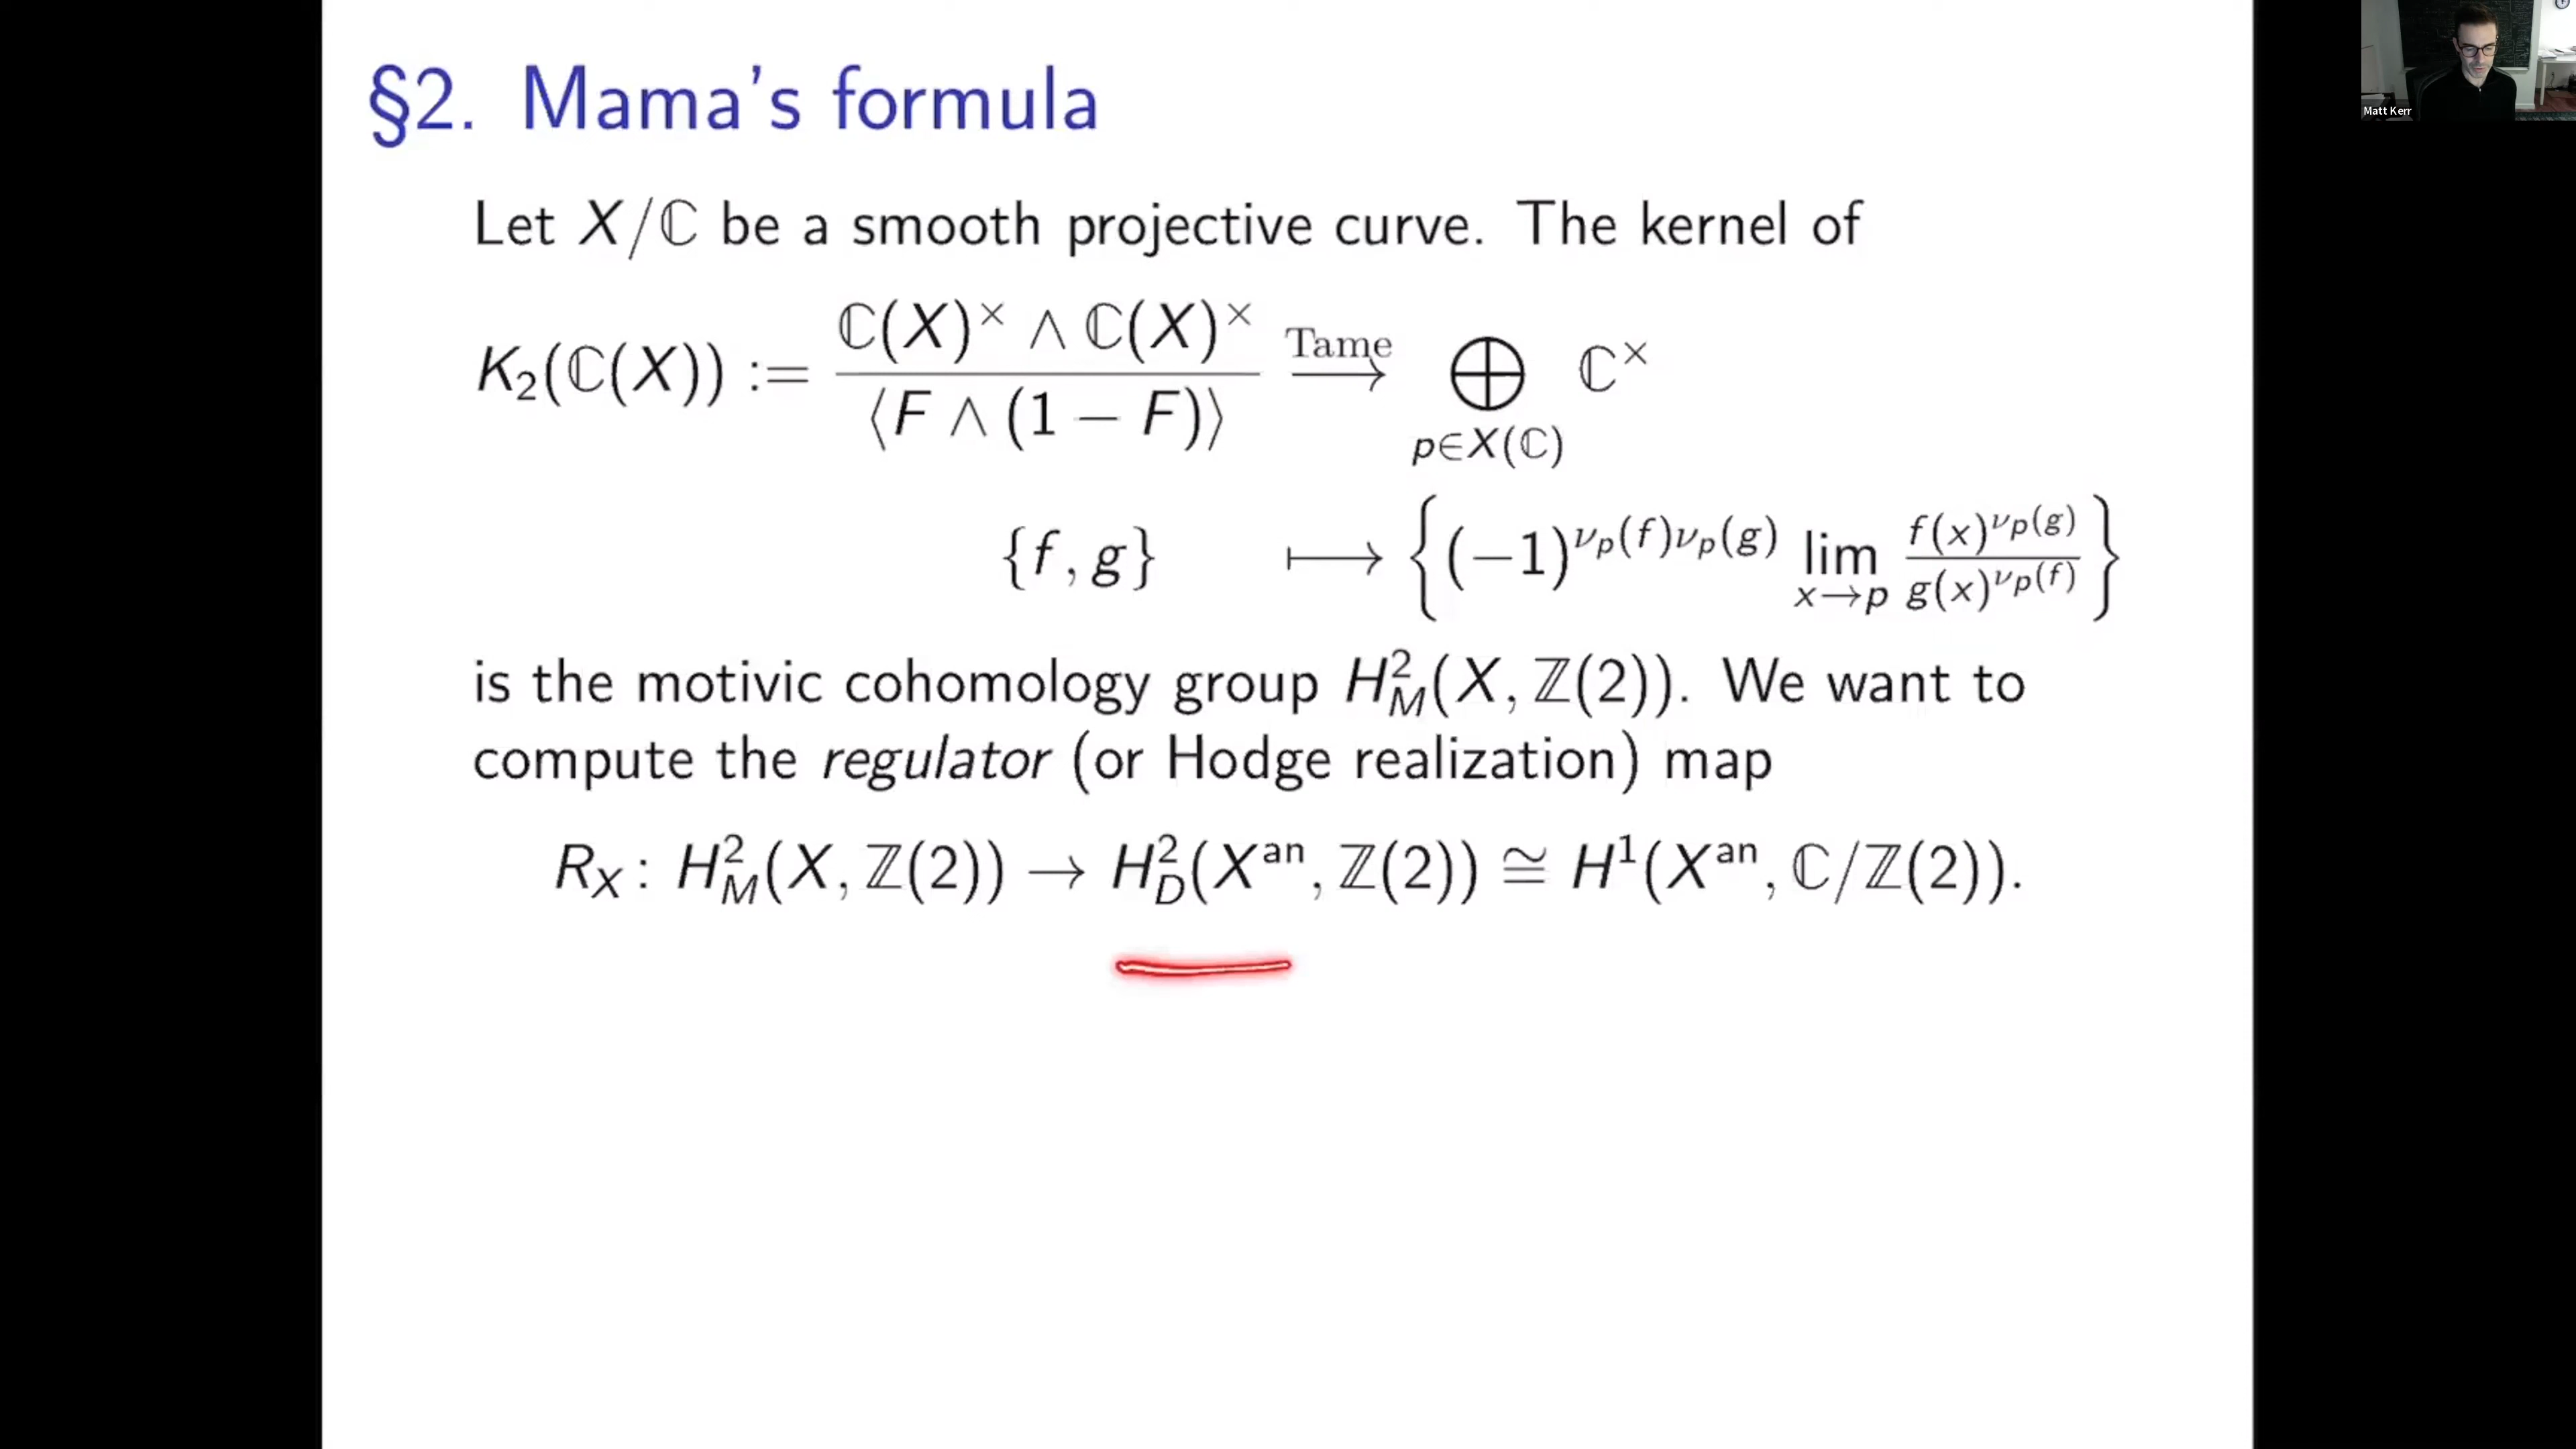 §2. Mama's formula
Let X/ℂ be a smooth projective curve. The kernel of
K₂(ℂ(X)) := (ℂ(X)^× ∧ ℂ(X)^×) / ⟨F ∧ (1 − F)⟩ —Tame→ ⊕_{p∈X(ℂ)} ℂ^×
{f, g} ⟼ {(−1)^{ν_p(f)ν_p(g)} lim_{x→p} f(x)^{ν_p(g)} / g(x)^{ν_p(f)}}
is the motivic cohomology group H²_M(X, ℤ(2)). We want to
compute the regulator (or Hodge realization) map
R_X : H²_M(X, ℤ(2)) → H²_D(X^an, ℤ(2)) ≅ H¹(X^an, ℂ/ℤ(2)).
Matt Kerr